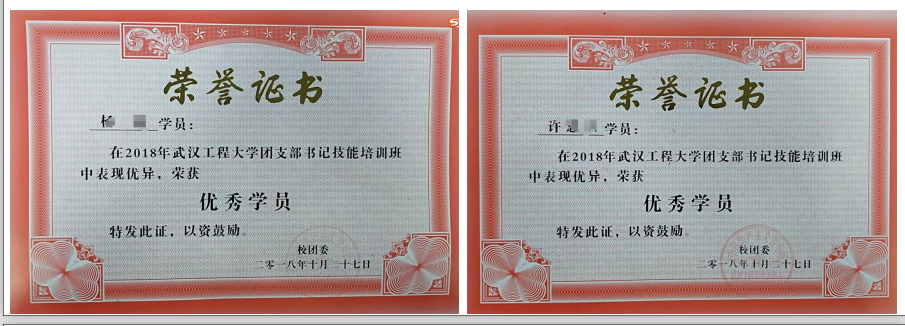 荣誉证书
杨 学员：
在2018年武汉工程大学团支部书记技能培训班
中表现优异，荣获
优秀学员
特发此证，以资鼓励。
校团委
二零一八年十月二十七日
荣誉证书
许 学员：
在2018年武汉工程大学团支部书记技能培训班
中表现优异，荣获
优秀学员
特发此证，以资鼓励。
校团委
二零一八年十月二十七日